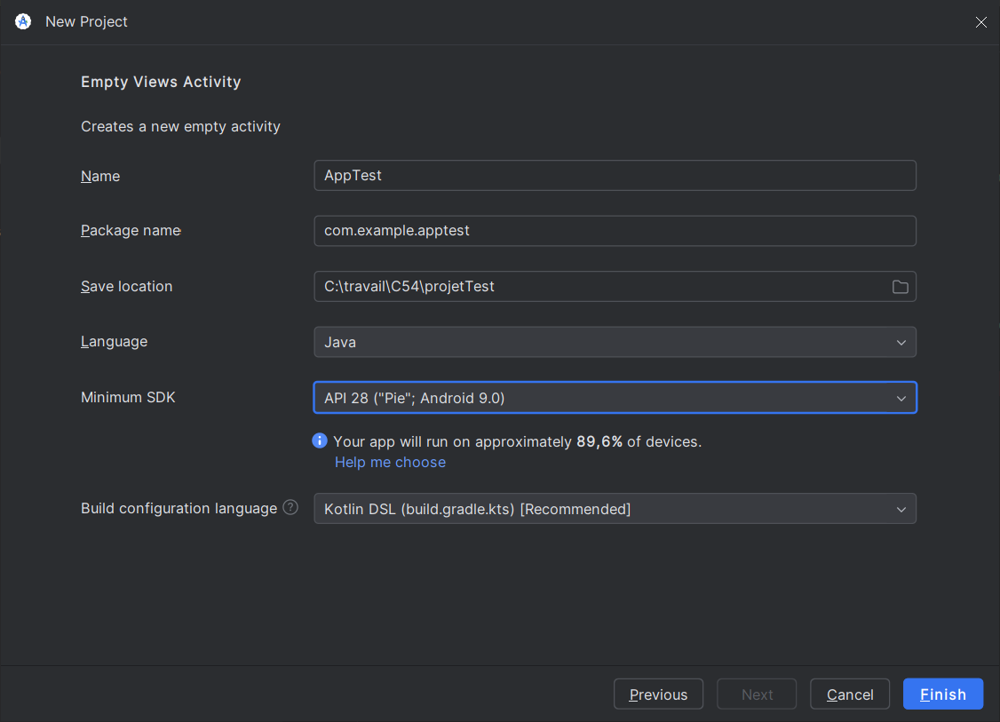 New Project
Empty Views Activity
Creates a new empty activity
Name
AppTest
Package name
com.example.apptest
Save location
C:\travail\C54\projetTest
Language
Java
Minimum SDK
API 28 ("Pie"; Android 9.0)
Your app will run on approximately 89,6% of devices.
Help me choose
Build configuration language
Kotlin DSL (build.gradle.kts) [Recommended]
Previous
Next
Cancel
Finish